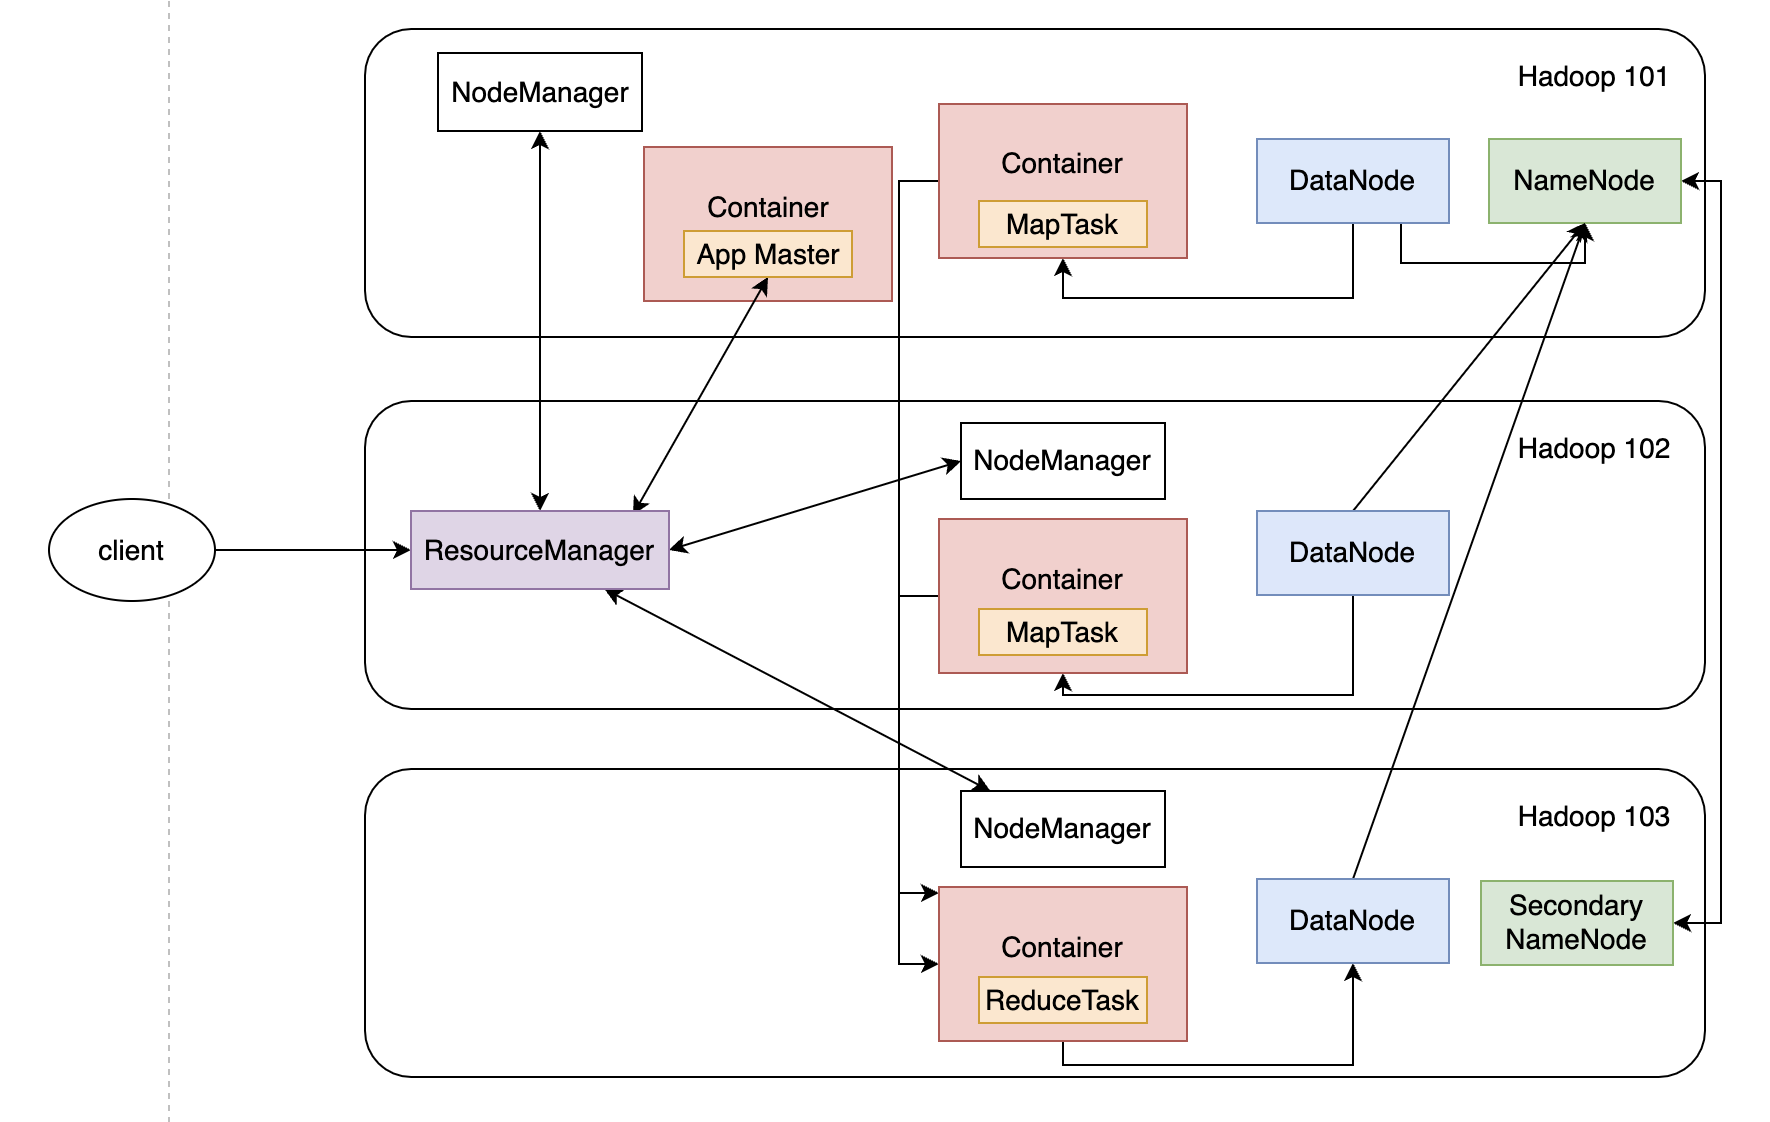 NodeManager
Hadoop 101
Container
App Master
Container
MapTask
DataNode
NameNode
client
ResourceManager
NodeManager
Hadoop 102
Container
MapTask
DataNode
NodeManager
Hadoop 103
Container
ReduceTask
DataNode
Secondary
NameNode